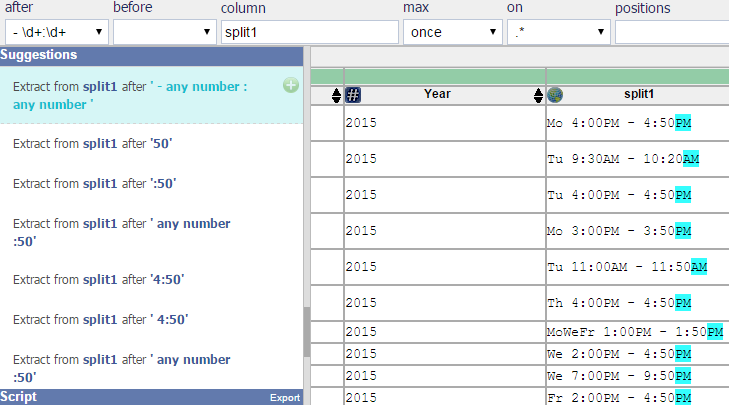 after before column max on positions
- \d+:\d+ split1 once .*
Suggestions
Extract from split1 after ' - any number :
any number '
Extract from split1 after '50'
Extract from split1 after ':50'
Extract from split1 after ' any number
:50'
Extract from split1 after '4:50'
Extract from split1 after ' 4:50'
Extract from split1 after ' any number
:50'
Script Export
# Year split1
2015 Mo 4:00PM - 4:50PM
2015 Tu 9:30AM - 10:20AM
2015 Tu 4:00PM - 4:50PM
2015 Mo 3:00PM - 3:50PM
2015 Tu 11:00AM - 11:50AM
2015 Th 4:00PM - 4:50PM
2015 MoWeFr 1:00PM - 1:50PM
2015 We 2:00PM - 4:50PM
2015 We 7:00PM - 9:50PM
2015 Fr 2:00PM - 4:50PM